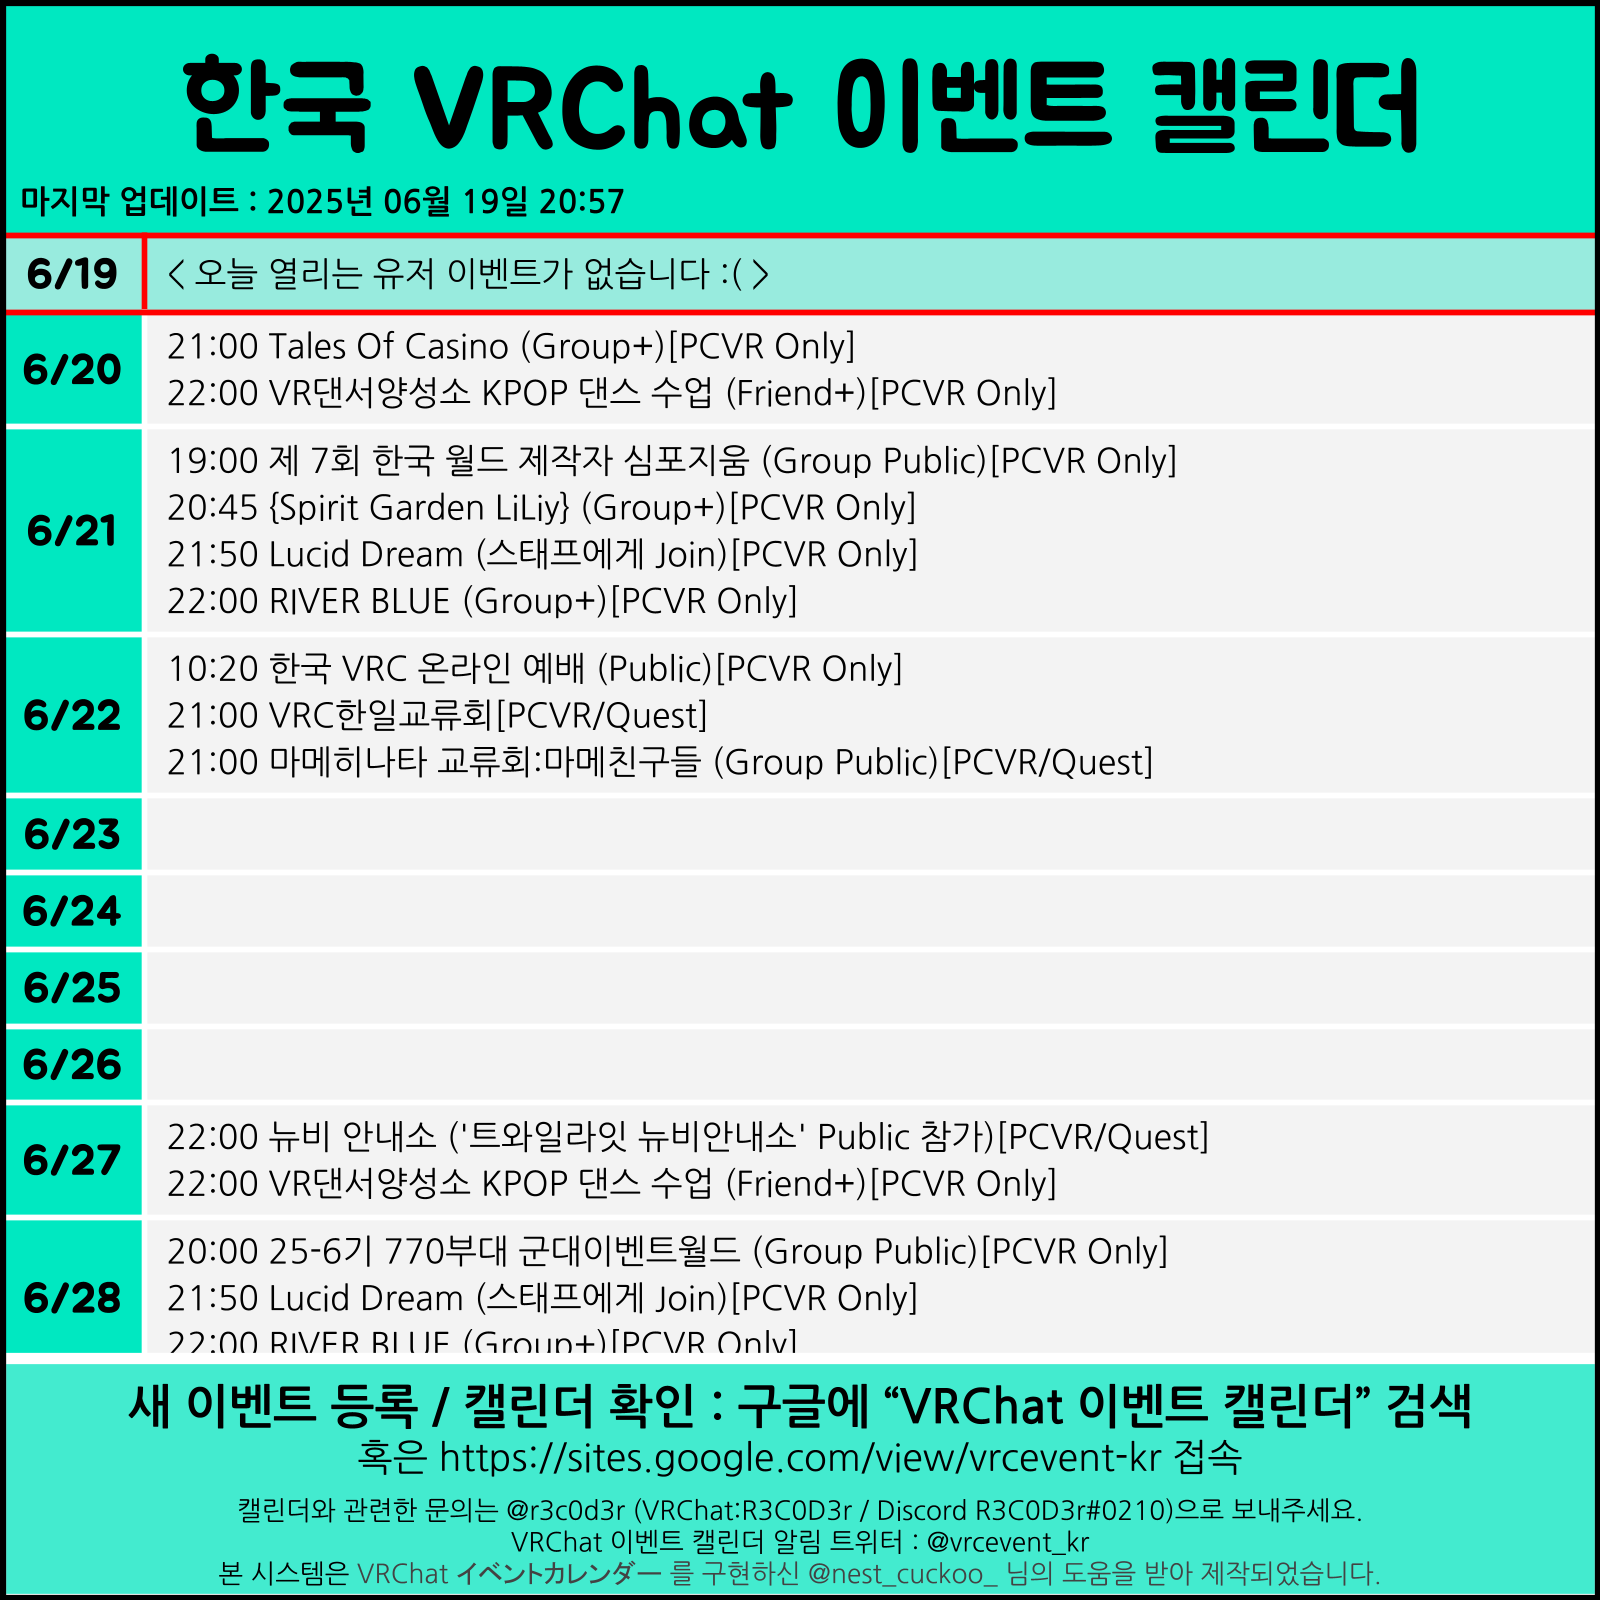 한국 VRChat 이벤트 캘린더
마지막 업데이트 : 2025년 06월 19일 20:57
6/19
< 오늘 열리는 유저 이벤트가 없습니다 :( >
6/20
21:00 Tales Of Casino (Group+)[PCVR Only]
22:00 VR댄서양성소 KPOP 댄스 수업 (Friend+)[PCVR Only]
6/21
19:00 제 7회 한국 월드 제작자 심포지움 (Group Public)[PCVR Only]
20:45 {Spirit Garden LiLiy} (Group+)[PCVR Only]
21:50 Lucid Dream (스태프에게 Join)[PCVR Only]
22:00 RIVER BLUE (Group+)[PCVR Only]
6/22
10:20 한국 VRC 온라인 예배 (Public)[PCVR Only]
21:00 VRC한일교류회[PCVR/Quest]
21:00 마메히나타 교류회:마메친구들 (Group Public)[PCVR/Quest]
6/23
6/24
6/25
6/26
6/27
22:00 뉴비 안내소 ('트와일라잇 뉴비안내소' Public 참가)[PCVR/Quest]
22:00 VR댄서양성소 KPOP 댄스 수업 (Friend+)[PCVR Only]
6/28
20:00 25-6기 770부대 군대이벤트월드 (Group Public)[PCVR Only]
21:50 Lucid Dream (스태프에게 Join)[PCVR Only]
22:00 RIVER BLUE (Group+)[PCVR Only]
새 이벤트 등록 / 캘린더 확인 : 구글에 “VRChat 이벤트 캘린더” 검색
혹은 https://sites.google.com/view/vrcevent-kr 접속
캘린더와 관련한 문의는 @r3c0d3r (VRChat:R3C0D3r / Discord R3C0D3r#0210)으로 보내주세요.
VRChat 이벤트 캘린더 알림 트위터 : @vrcevent_kr
본 시스템은 VRChat イベントカレンダー 를 구현하신 @nest_cuckoo_ 님의 도움을 받아 제작되었습니다.